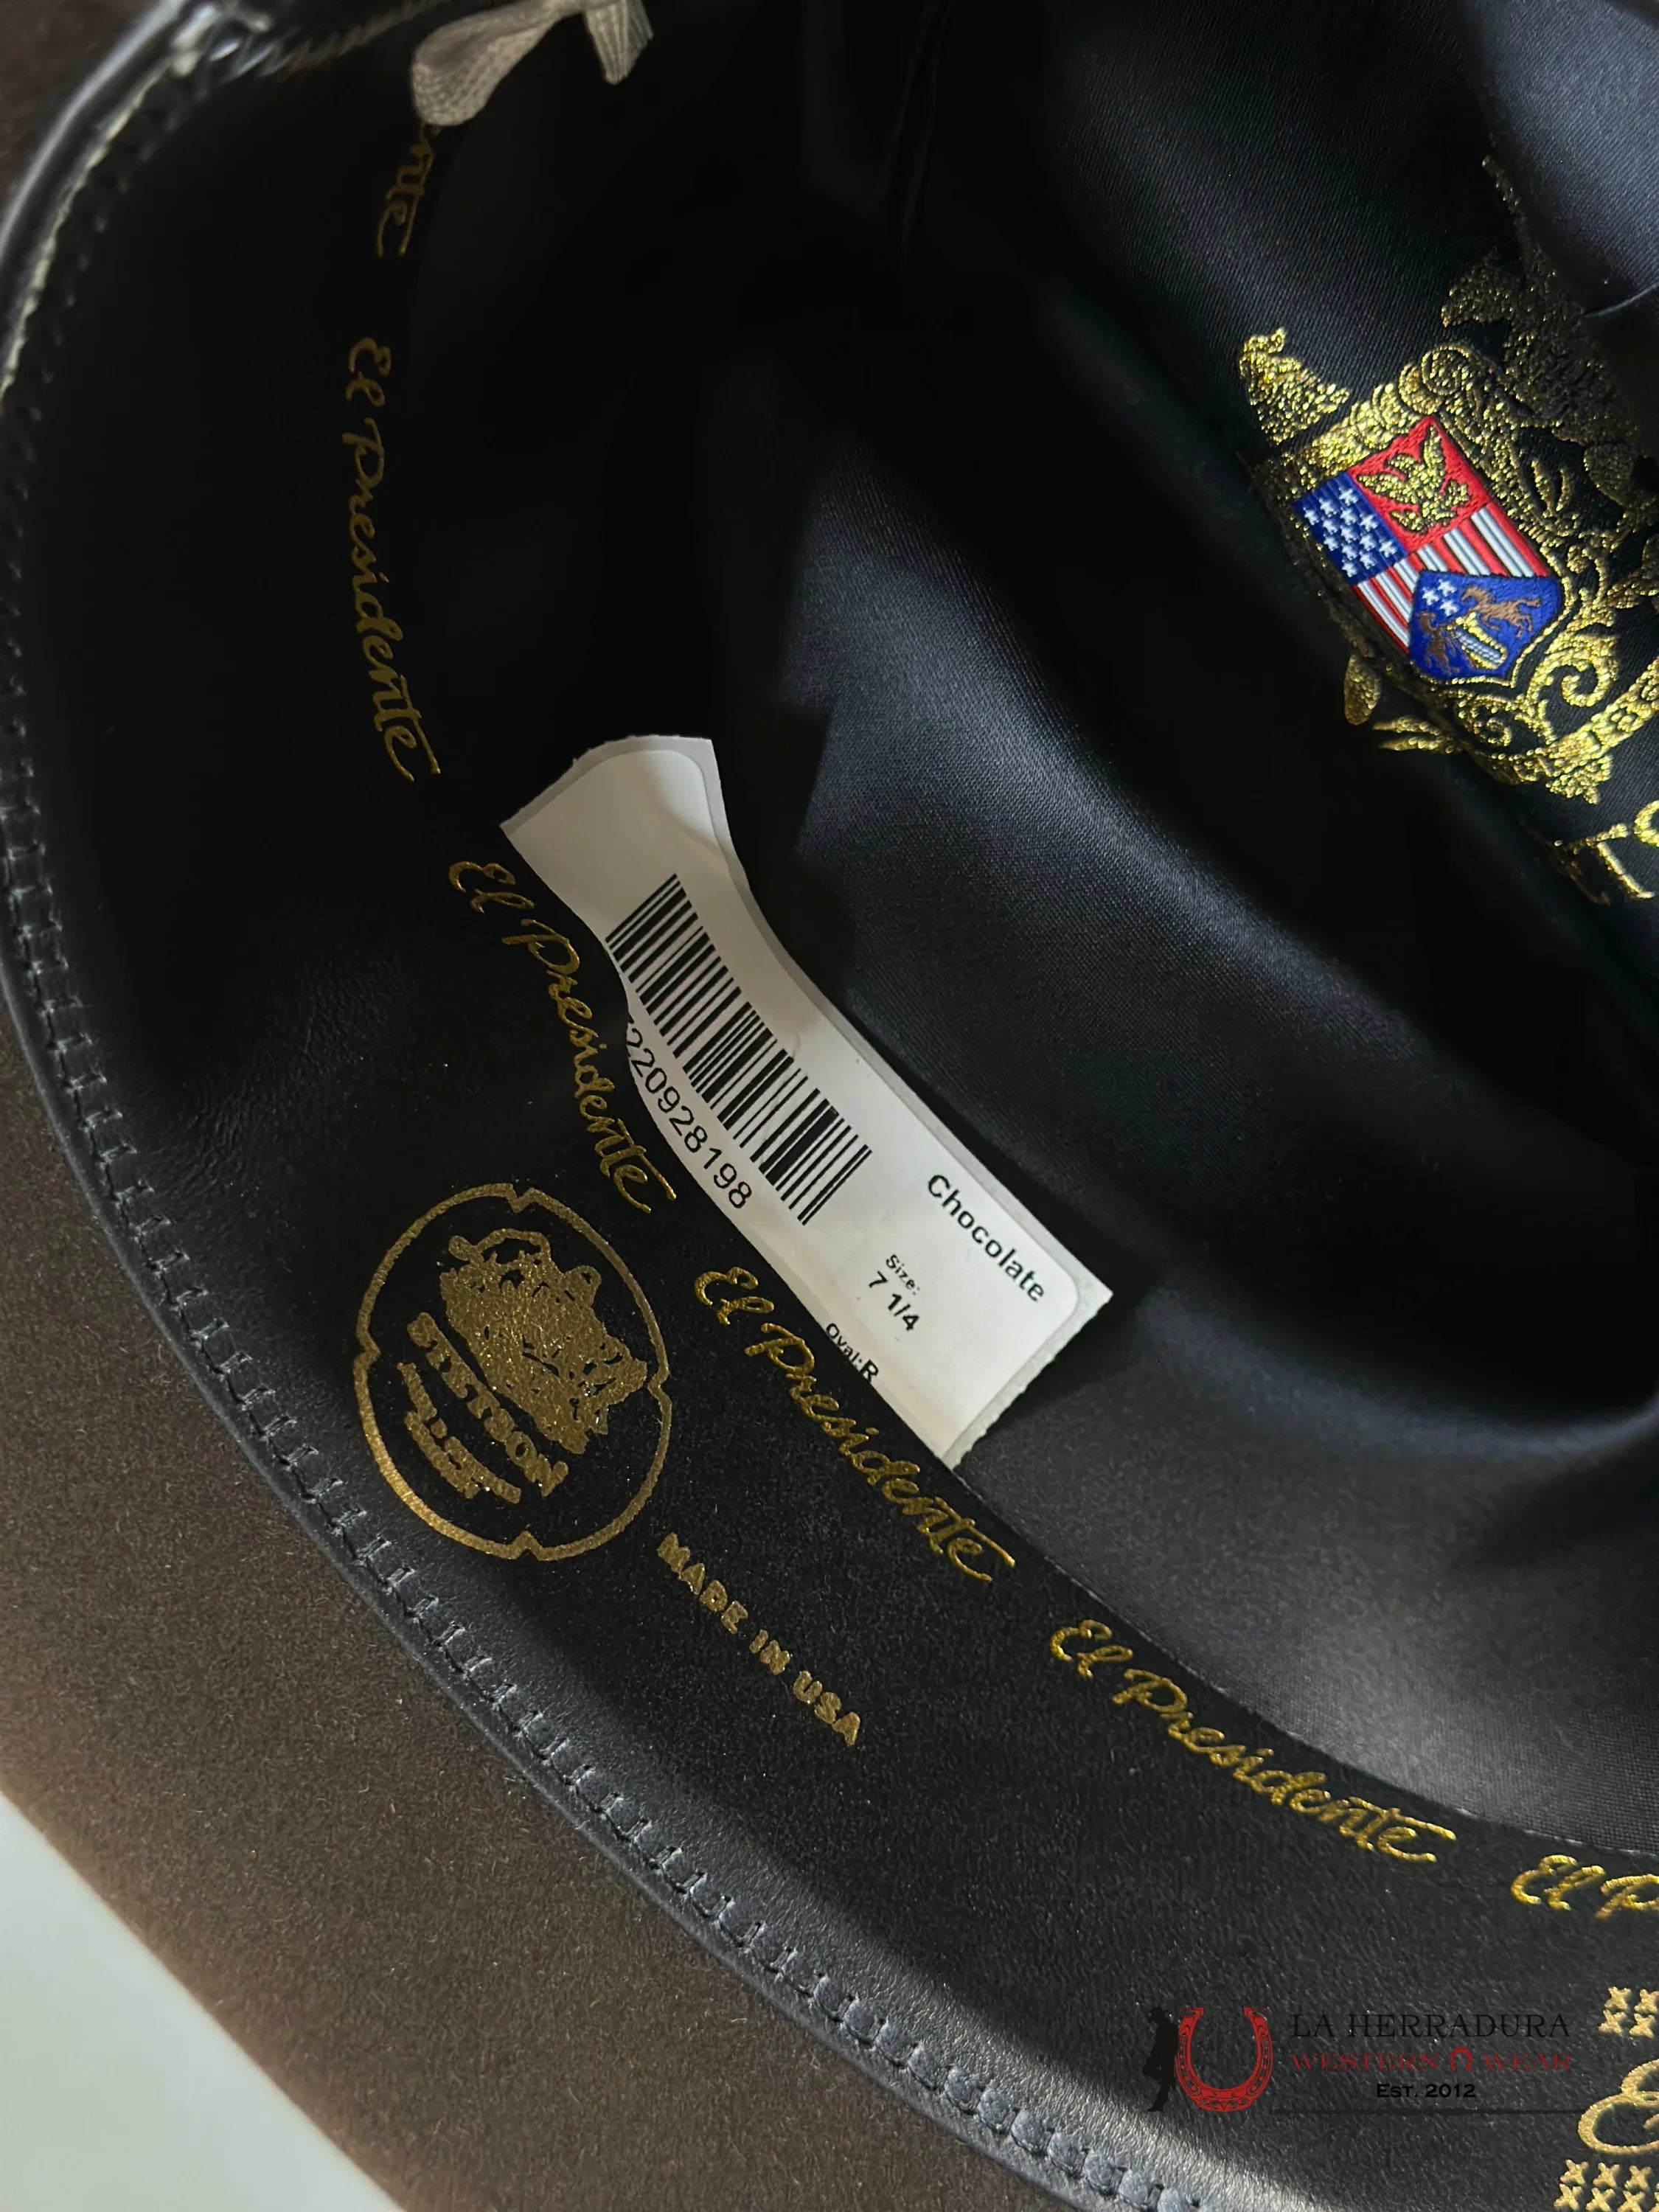 El Presidente
El Presidente
220928198
Chocolate
Size:
7 1/4
Oval: R
El Presidente
STETSON
MADE IN USA
El Presidente
El P
LA HERRADURA
WESTERN WEAR
EST. 2012